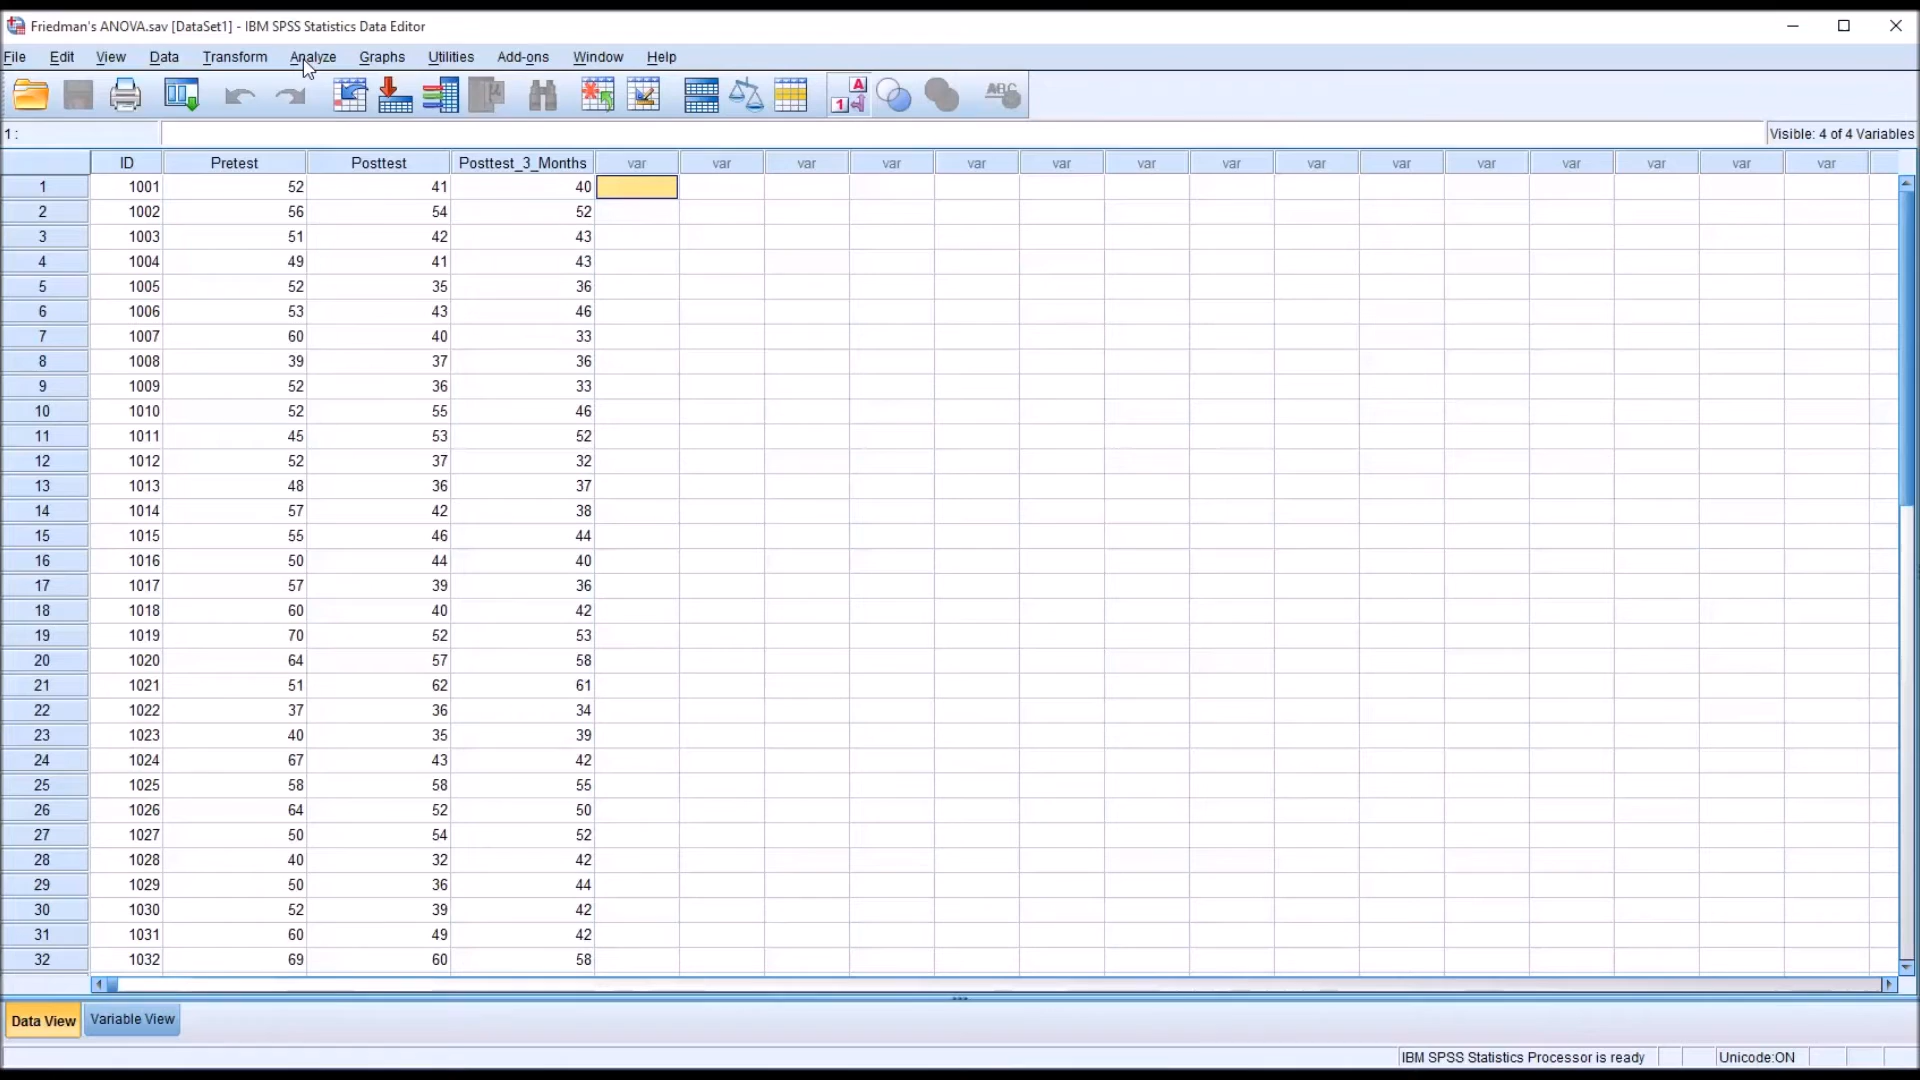 Friedman's ANOVA.sav [DataSet1] - IBM SPSS Statistics Data Editor
File Edit View Data Transform Analyze Graphs Utilities Add-ons Window Help
1 A ABC
1 : Visible: 4 of 4 Variables
ID Pretest Posttest Posttest_3_Months var var var var var var var var var var var var var var var
1 1001 52 41 40
2 1002 56 54 52
3 1003 51 42 43
4 1004 49 41 43
5 1005 52 35 36
6 1006 53 43 46
7 1007 60 40 33
8 1008 39 37 36
9 1009 52 36 33
10 1010 52 55 46
11 1011 45 53 52
12 1012 52 37 32
13 1013 48 36 37
14 1014 57 42 38
15 1015 55 46 44
16 1016 50 44 40
17 1017 57 39 36
18 1018 60 40 42
19 1019 70 52 53
20 1020 64 57 58
21 1021 51 62 61
22 1022 37 36 34
23 1023 40 35 39
24 1024 67 43 42
25 1025 58 58 55
26 1026 64 52 50
27 1027 50 54 52
28 1028 40 32 42
29 1029 50 36 44
30 1030 52 39 42
31 1031 60 49 42
32 1032 69 60 58
Data View Variable View
IBM SPSS Statistics Processor is ready Unicode:ON